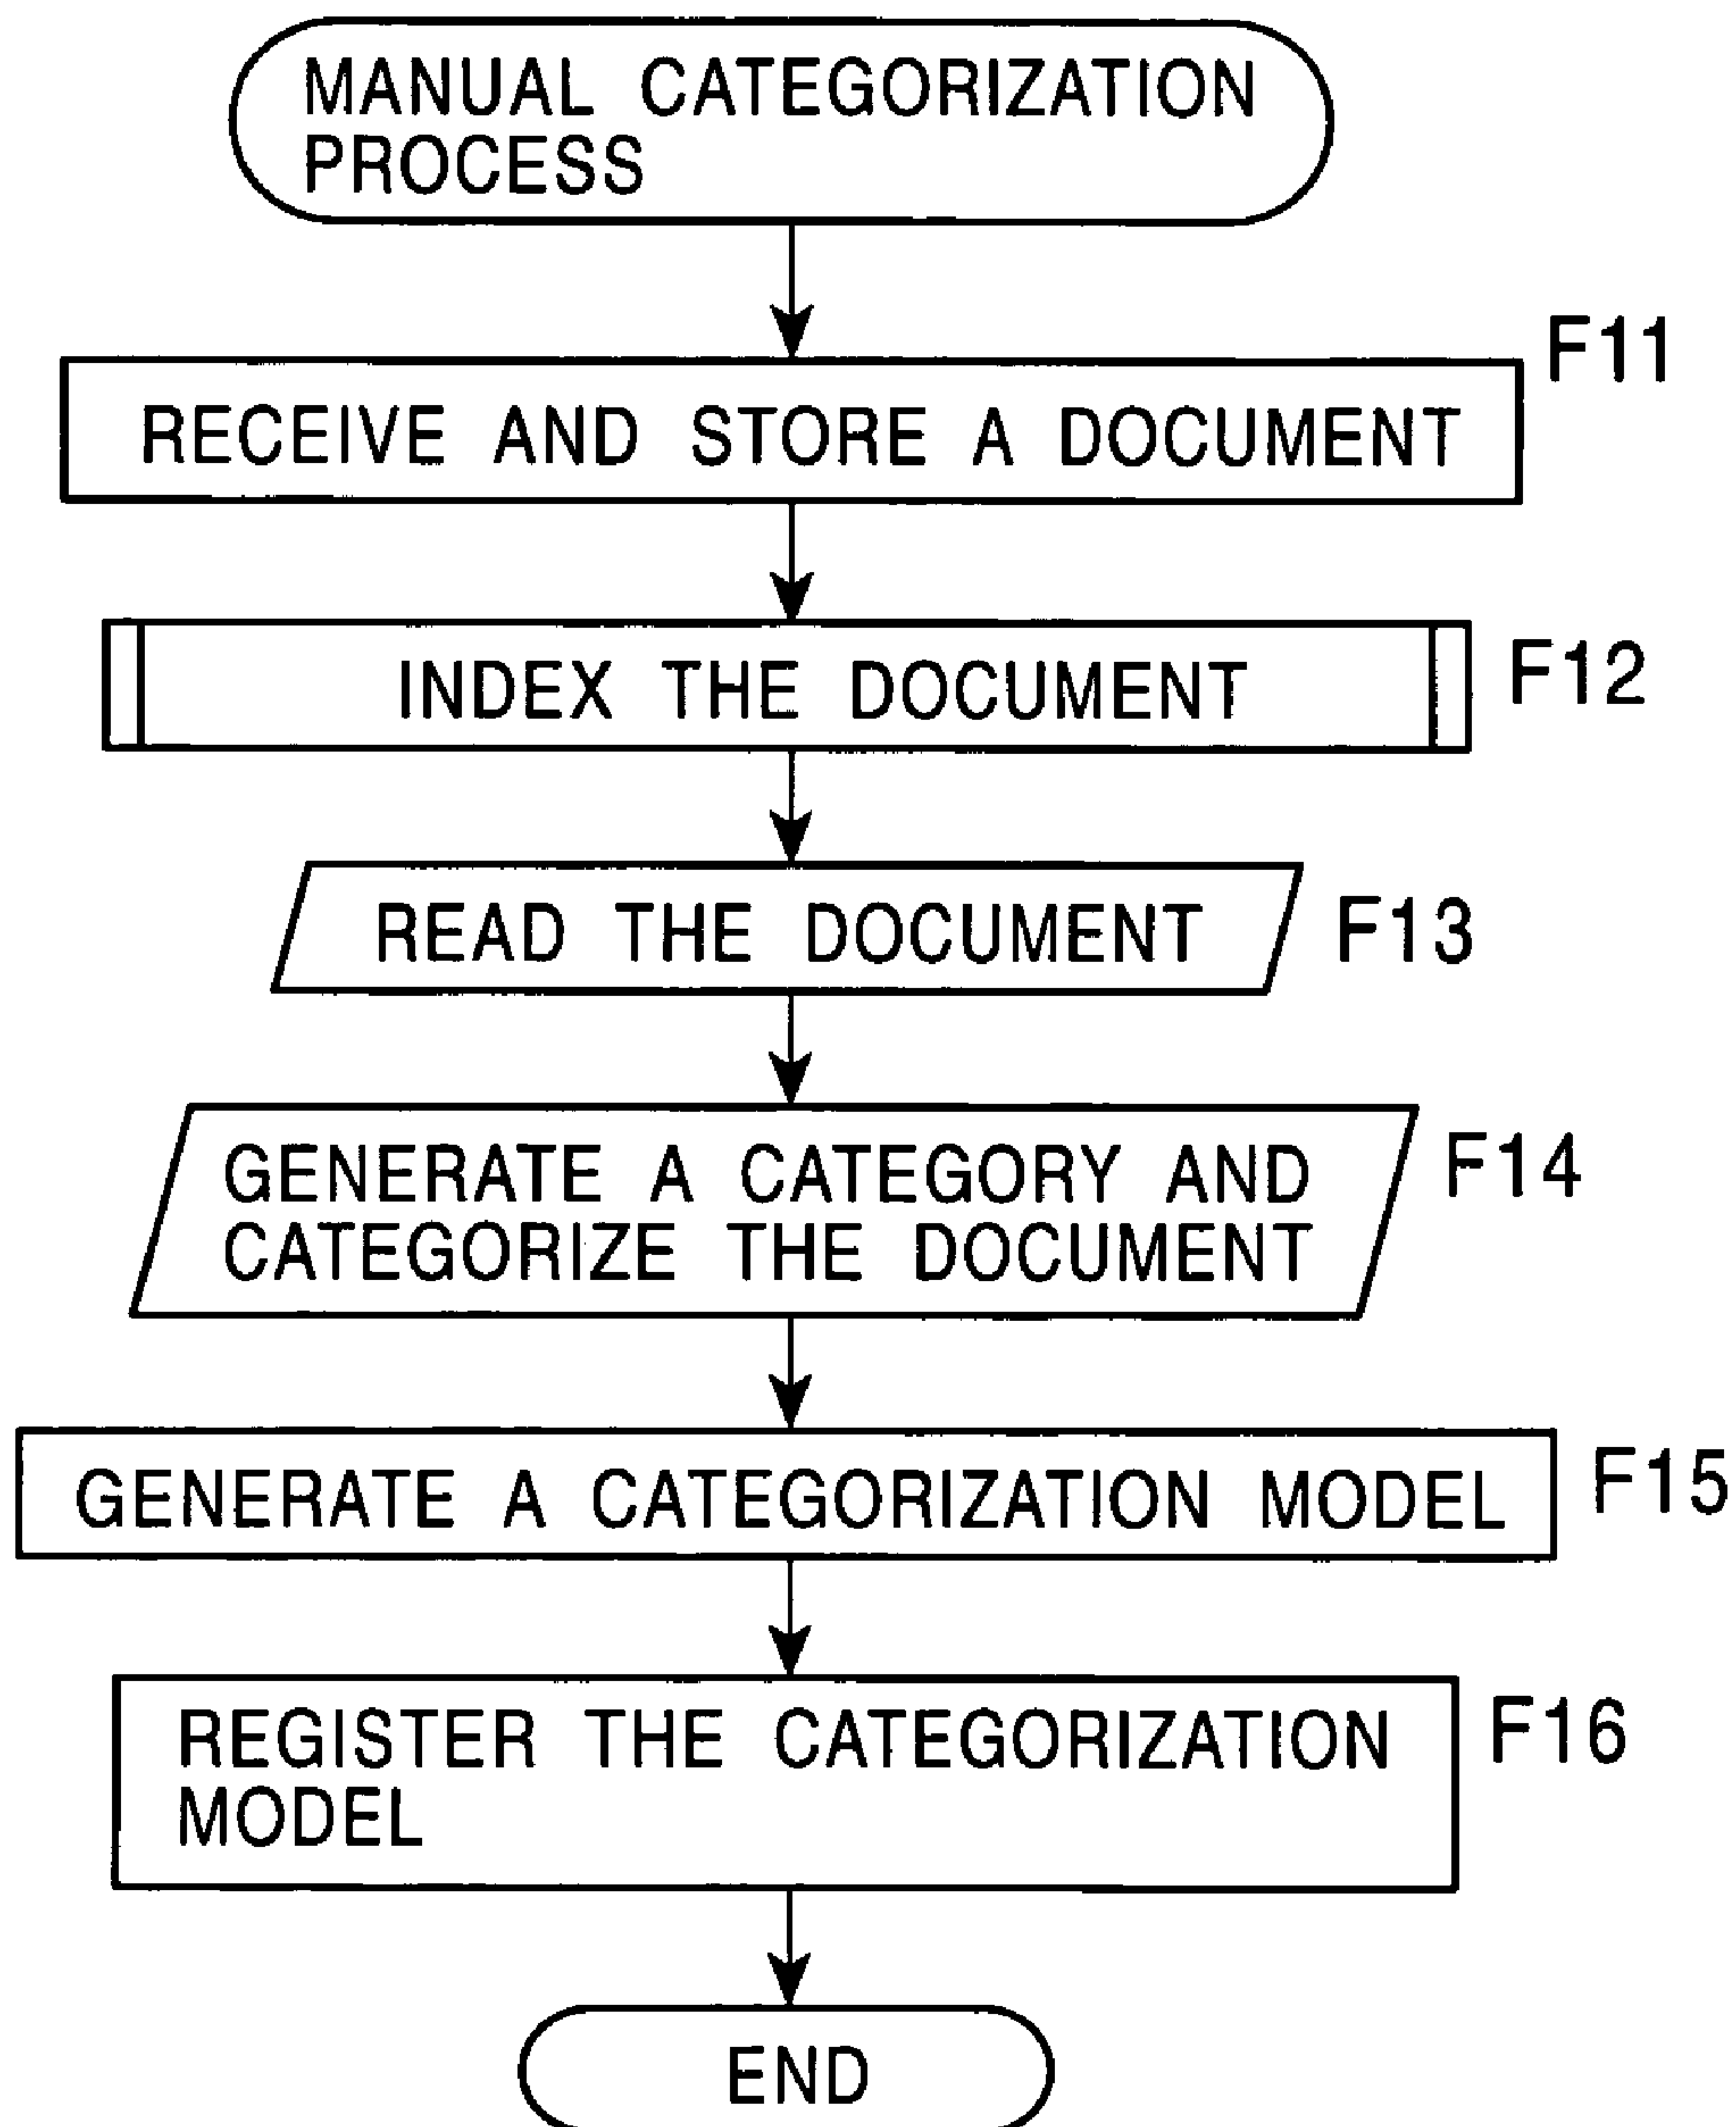 MANUAL CATEGORIZATION
PROCESS
F11
RECEIVE AND STORE A DOCUMENT
INDEX THE DOCUMENT
F12
READ THE DOCUMENT
F13
GENERATE A CATEGORY AND
CATEGORIZE THE DOCUMENT
F14
GENERATE A CATEGORIZATION MODEL
F15
REGISTER THE CATEGORIZATION
MODEL
F16
END